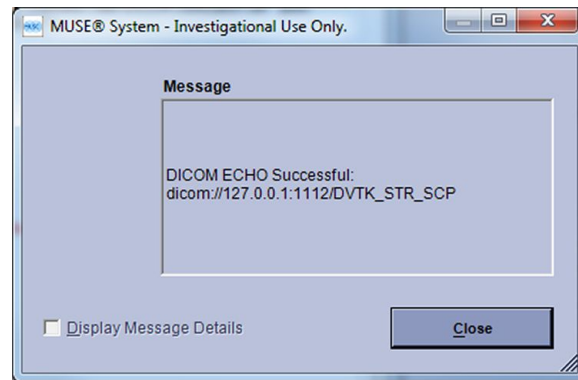 MUSE® System - Investigational Use Only.
Message
DICOM ECHO Successful:
dicom://127.0.0.1:1112/DVTK_STR_SCP
Display Message Details
Close